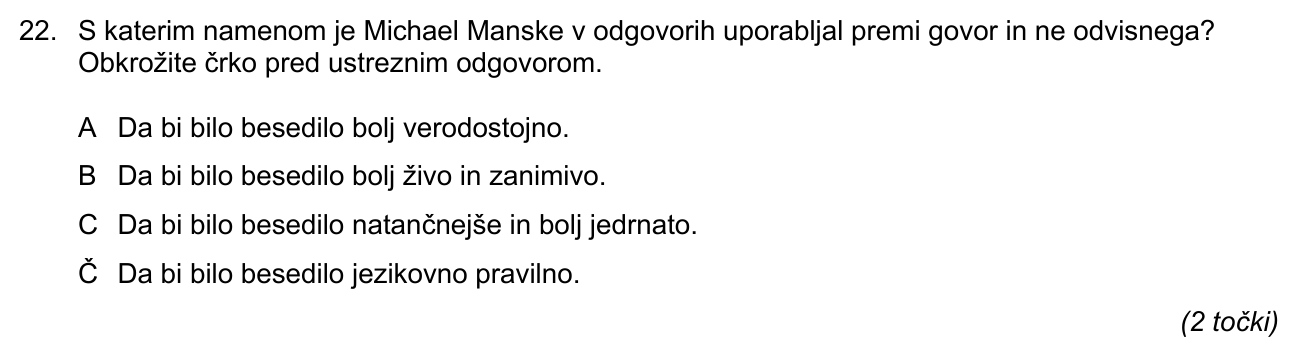 22. S katerim namenom je Michael Manske v odgovorih uporabljal premi govor in ne odvisnega?
Obkrožite črko pred ustreznim odgovorom.
A Da bi bilo besedilo bolj verodostojno.
B Da bi bilo besedilo bolj živo in zanimivo.
C Da bi bilo besedilo natančnejše in bolj jedrnato.
Č Da bi bilo besedilo jezikovno pravilno.
(2 točki)